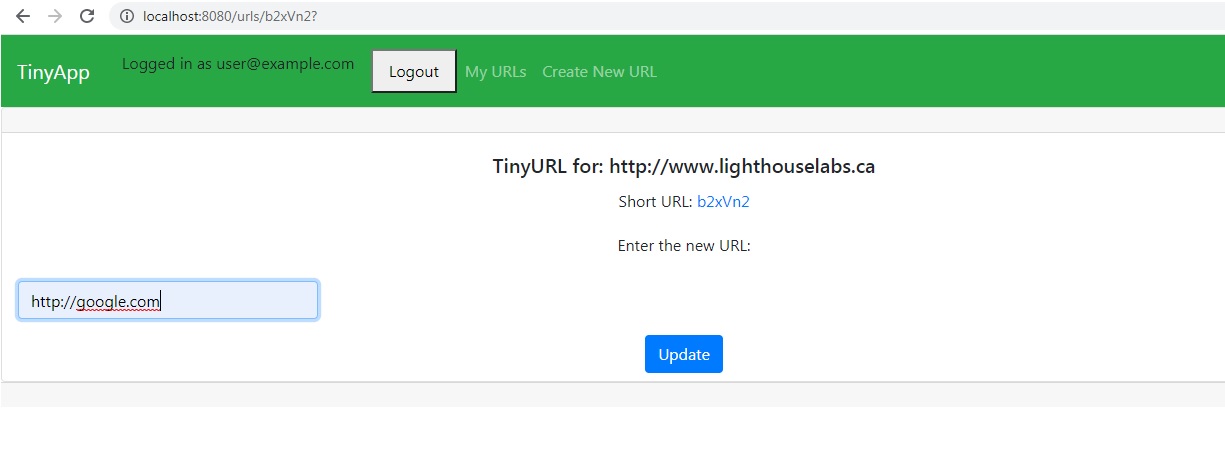 localhost:8080/urls/b2xVn2?
TinyApp Logged in as user@example.com Logout My URLs Create New URL
TinyURL for: http://www.lighthouselabs.ca
Short URL: b2xVn2
Enter the new URL:
http://google.com
Update